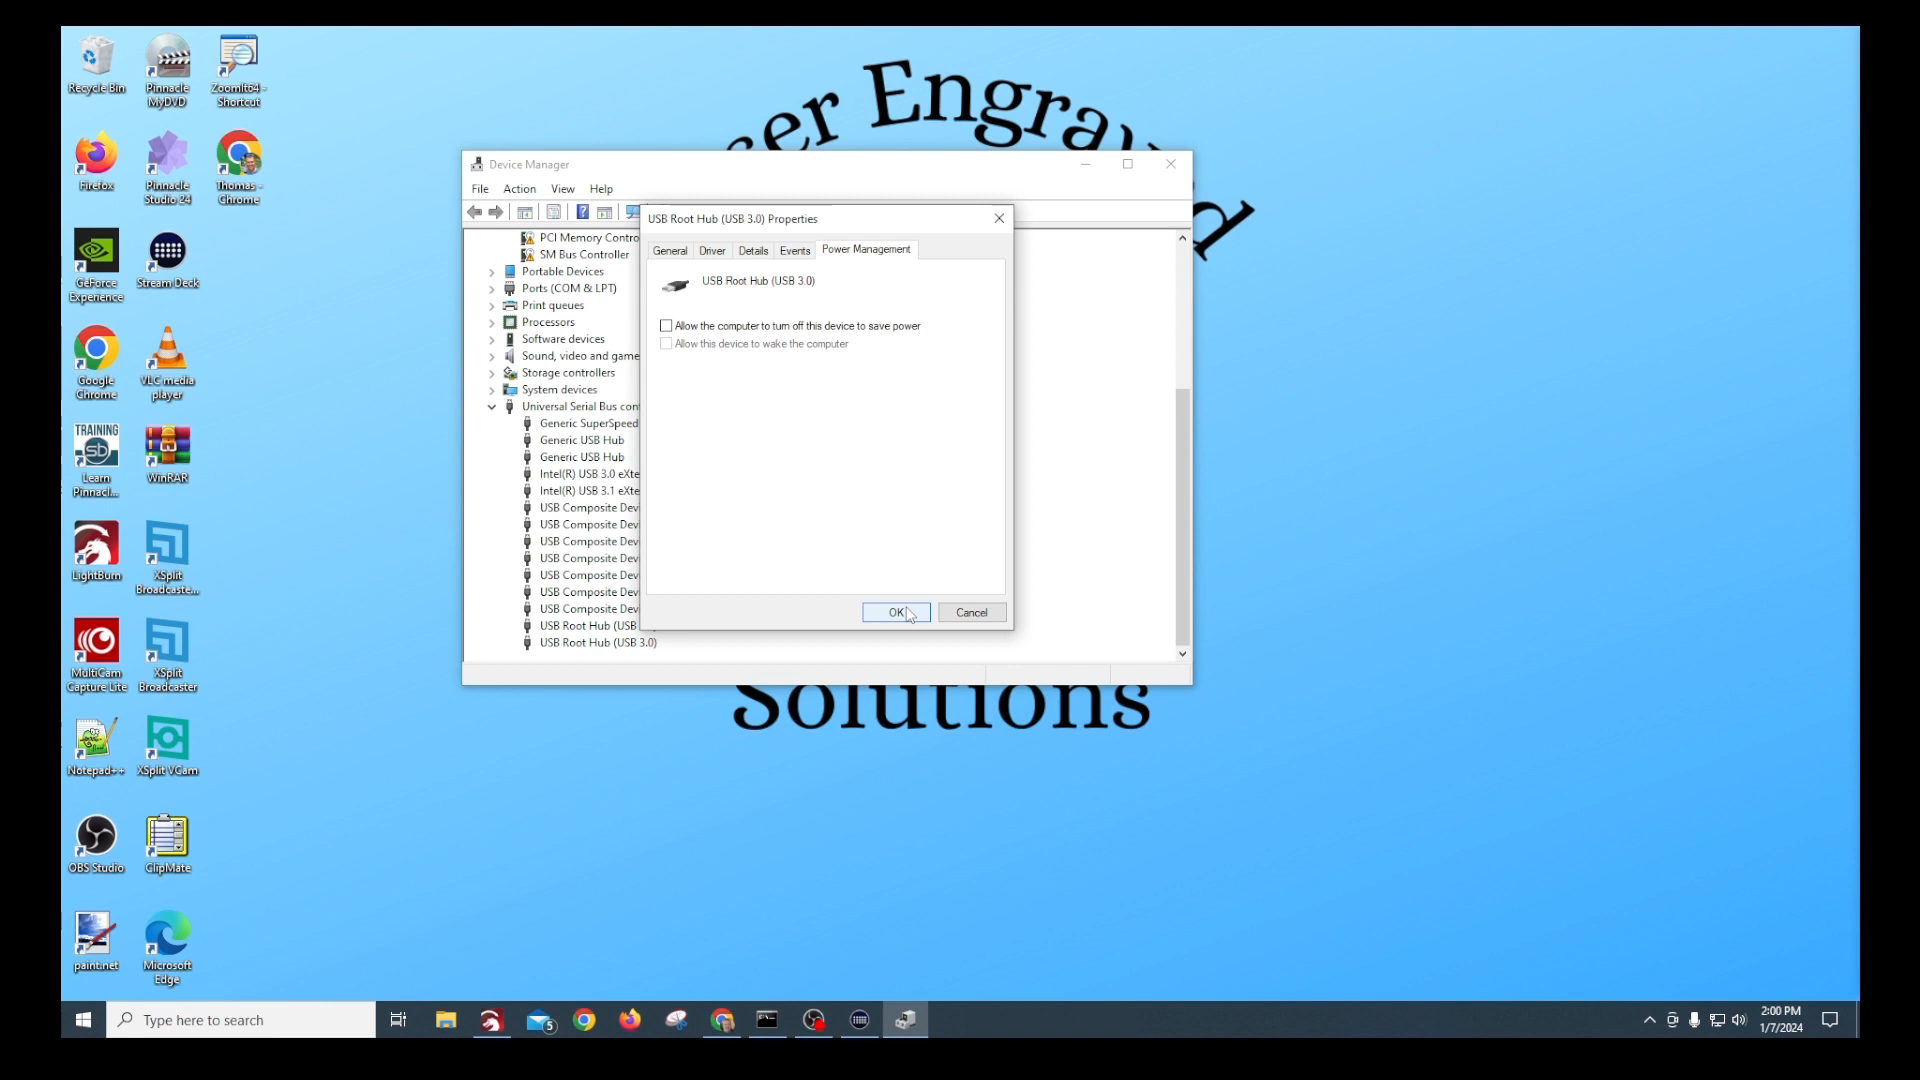 Recycle Bin
Pinnacle
MyDVD
ZoomIt64 -
Shortcut
Firefox
Pinnacle
Studio 24
Thomas -
Chrome
GeForce
Experience
Stream Deck
Google
Chrome
VLC media
player
TRAINING
sb
Learn
Pinnacl...
WinRAR
LightBurn
XSplit
Broadcaste...
MultiCam
Capture Lite
XSplit
Broadcaster
Notepad++
XSplit VCam
OBS Studio
ClipMate
paint.net
Microsoft
Edge
ser Engraved
Solutions
Device Manager
File Action View Help
PCI Memory Contro
SM Bus Controller
Portable Devices
Ports (COM & LPT)
Print queues
Processors
Software devices
Sound, video and game
Storage controllers
System devices
Universal Serial Bus con
Generic SuperSpeed
Generic USB Hub
Generic USB Hub
Intel(R) USB 3.0 eXte
Intel(R) USB 3.1 eXte
USB Composite Dev
USB Composite Dev
USB Composite Dev
USB Composite Dev
USB Composite Dev
USB Composite Dev
USB Composite Dev
USB Root Hub (USB
USB Root Hub (USB 3.0)
USB Root Hub (USB 3.0) Properties
General Driver Details Events Power Management
USB Root Hub (USB 3.0)
Allow the computer to turn off this device to save power
Allow this device to wake the computer
OK Cancel
Type here to search
5
2:00 PM
1/7/2024